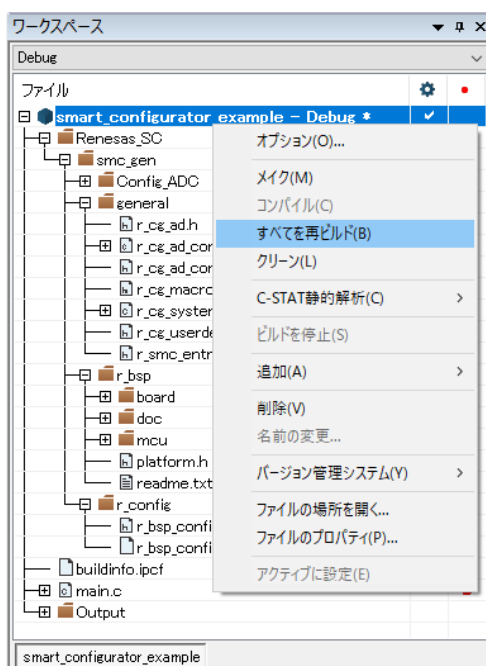 ワークスペース
Debug
ファイル
smart_configurator_example - Debug *
Renesas_SC
smc_gen
Config_ADC
general
r_cg_ad.h
r_cg_ad_con
r_cg_ad_con
r_cg_macrc
r_cg_system
r_cg_userde
r_smc_entr
r_bsp
board
doc
mcu
platform.h
readme.txt
r_config
r_bsp_confi
r_bsp_confi
buildinfo.ipcf
main.c
Output
オプション(O)...
メイク(M)
コンパイル(C)
すべてを再ビルド(B)
クリーン(L)
C-STAT静的解析(C)
ビルドを停止(S)
追加(A)
削除(V)
名前の変更...
バージョン管理システム(Y)
ファイルの場所を開く...
ファイルのプロパティ(P)...
アクティブに設定(E)
smart_configurator_example